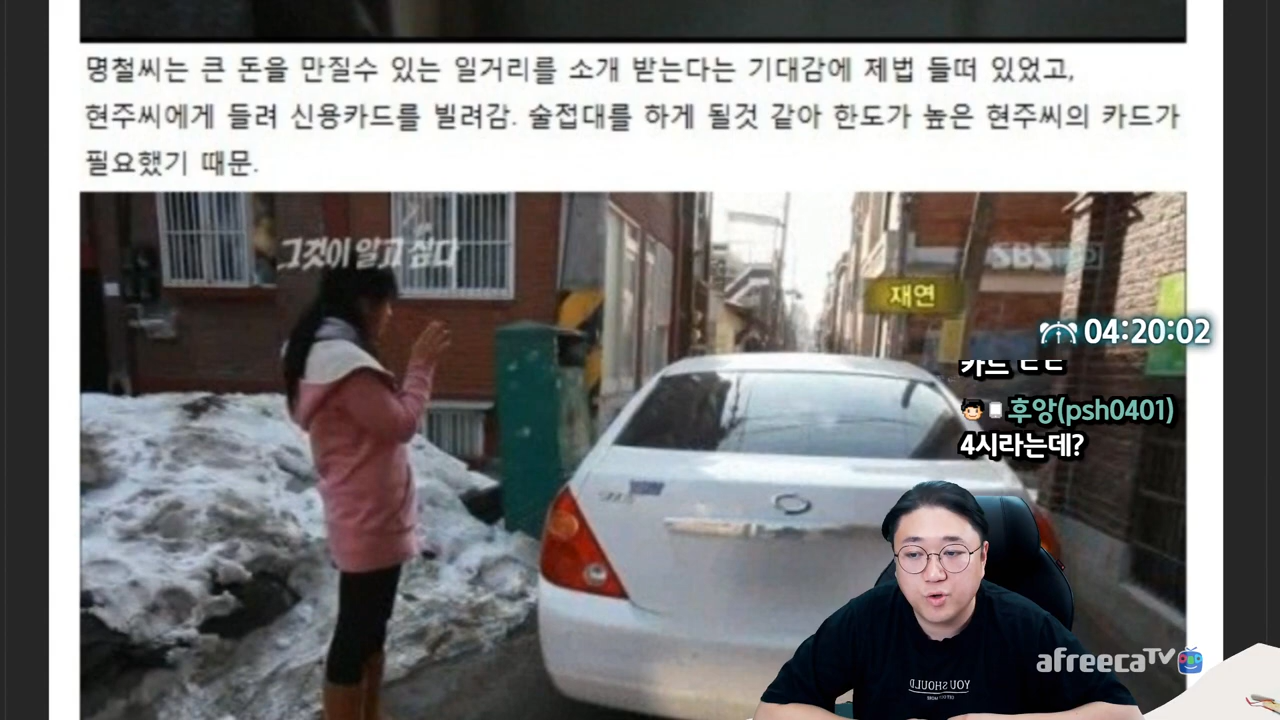 명철씨는 큰 돈을 만질수 있는 일거리를 소개 받는다는 기대감에 제법 들떠 있었고,
현주씨에게 들려 신용카드를 빌려감. 술접대를 하게 될것 같아 한도가 높은 현주씨의 카드가
필요했기 때문.
그것이 알고 싶다
SBS
재연
04:20:02
카드 ㄷㄷ
후앙(psh0401)
4시라는데?
YOU SHOULD
afreecaTV